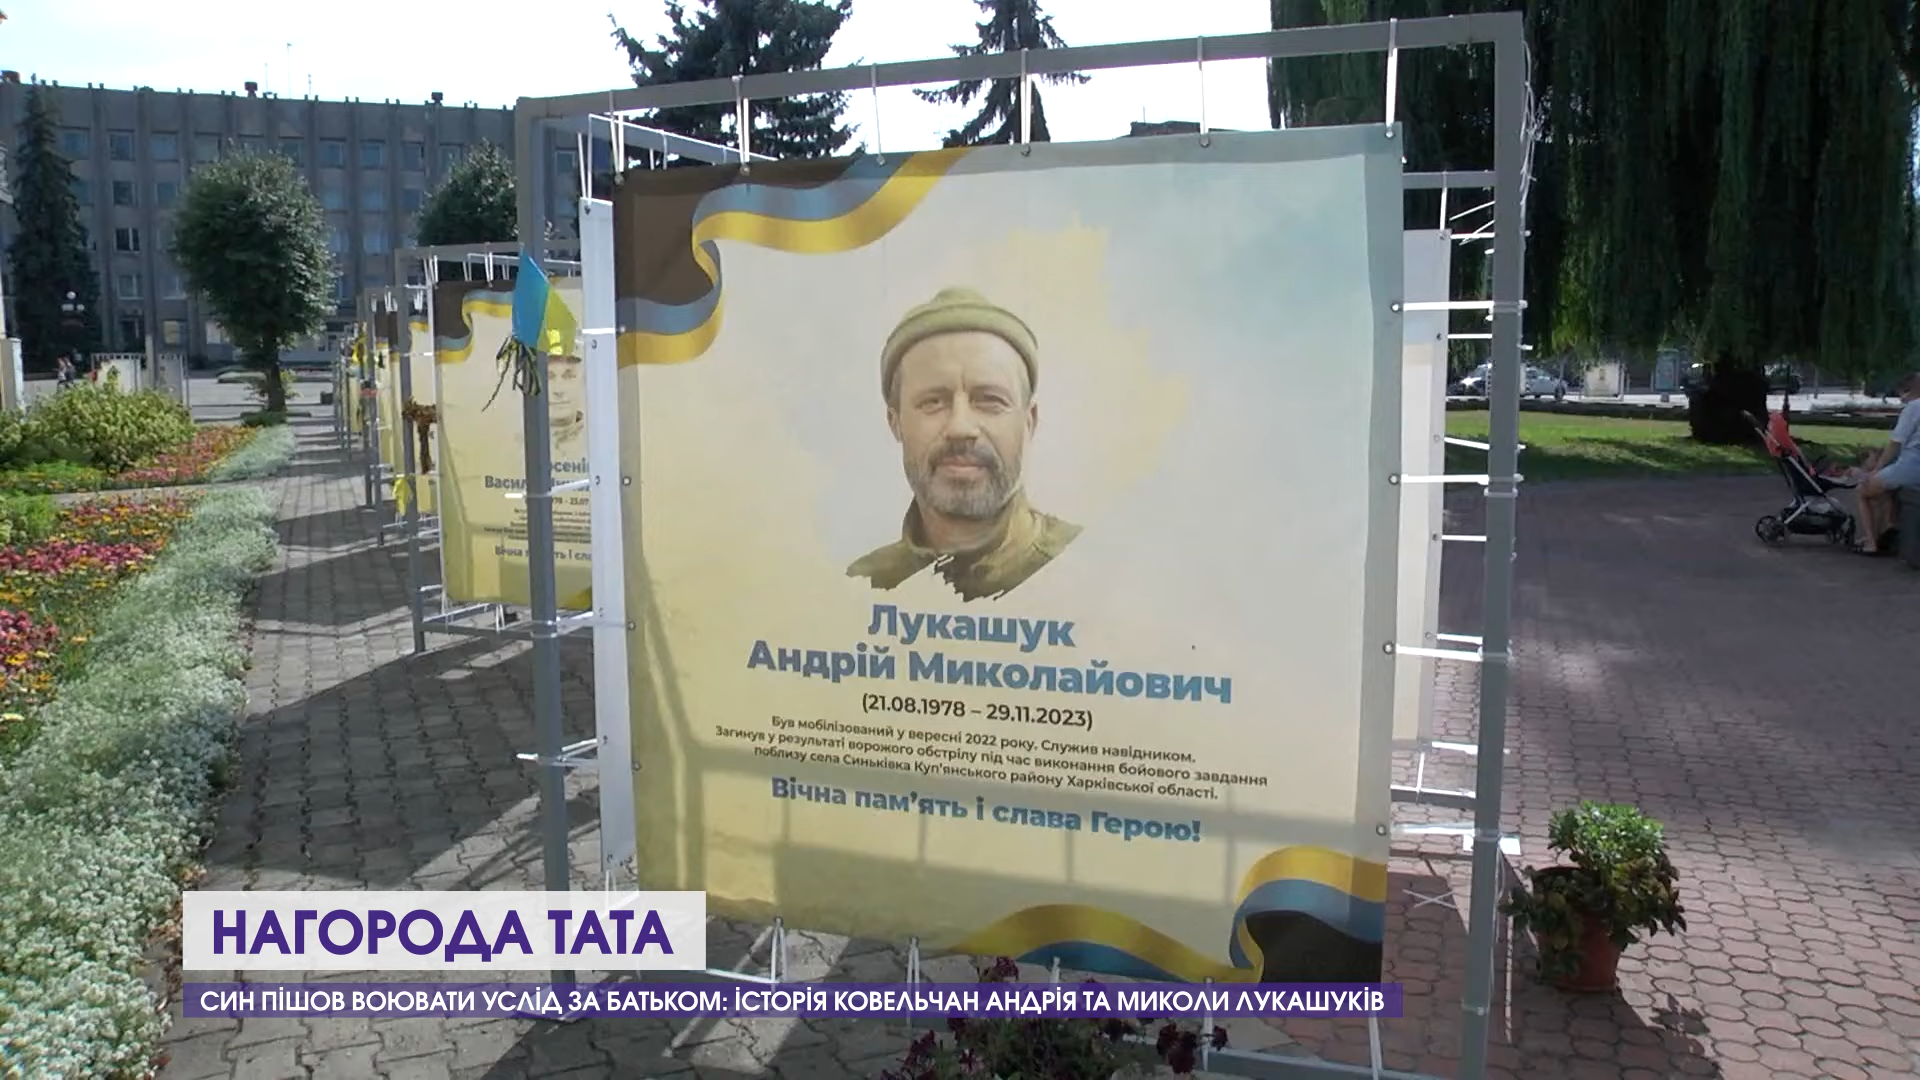 Лукашук
Андрій Миколайович
(21.08.1978 – 29.11.2023)
Був мобілізований у вересні 2022 року. Служив навідником.
Загинув у результаті ворожого обстрілу під час виконання бойового завдання
поблизу села Синьківка Куп'янського району Харківської області.
Вічна пам'ять і слава Герою!
НАГОРОДА ТАТА
СИН ПІШОВ ВОЮВАТИ УСЛІД ЗА БАТЬКОМ: ІСТОРІЯ КОВЕЛЬЧАН АНДРІЯ ТА МИКОЛИ ЛУКАШУКІВ